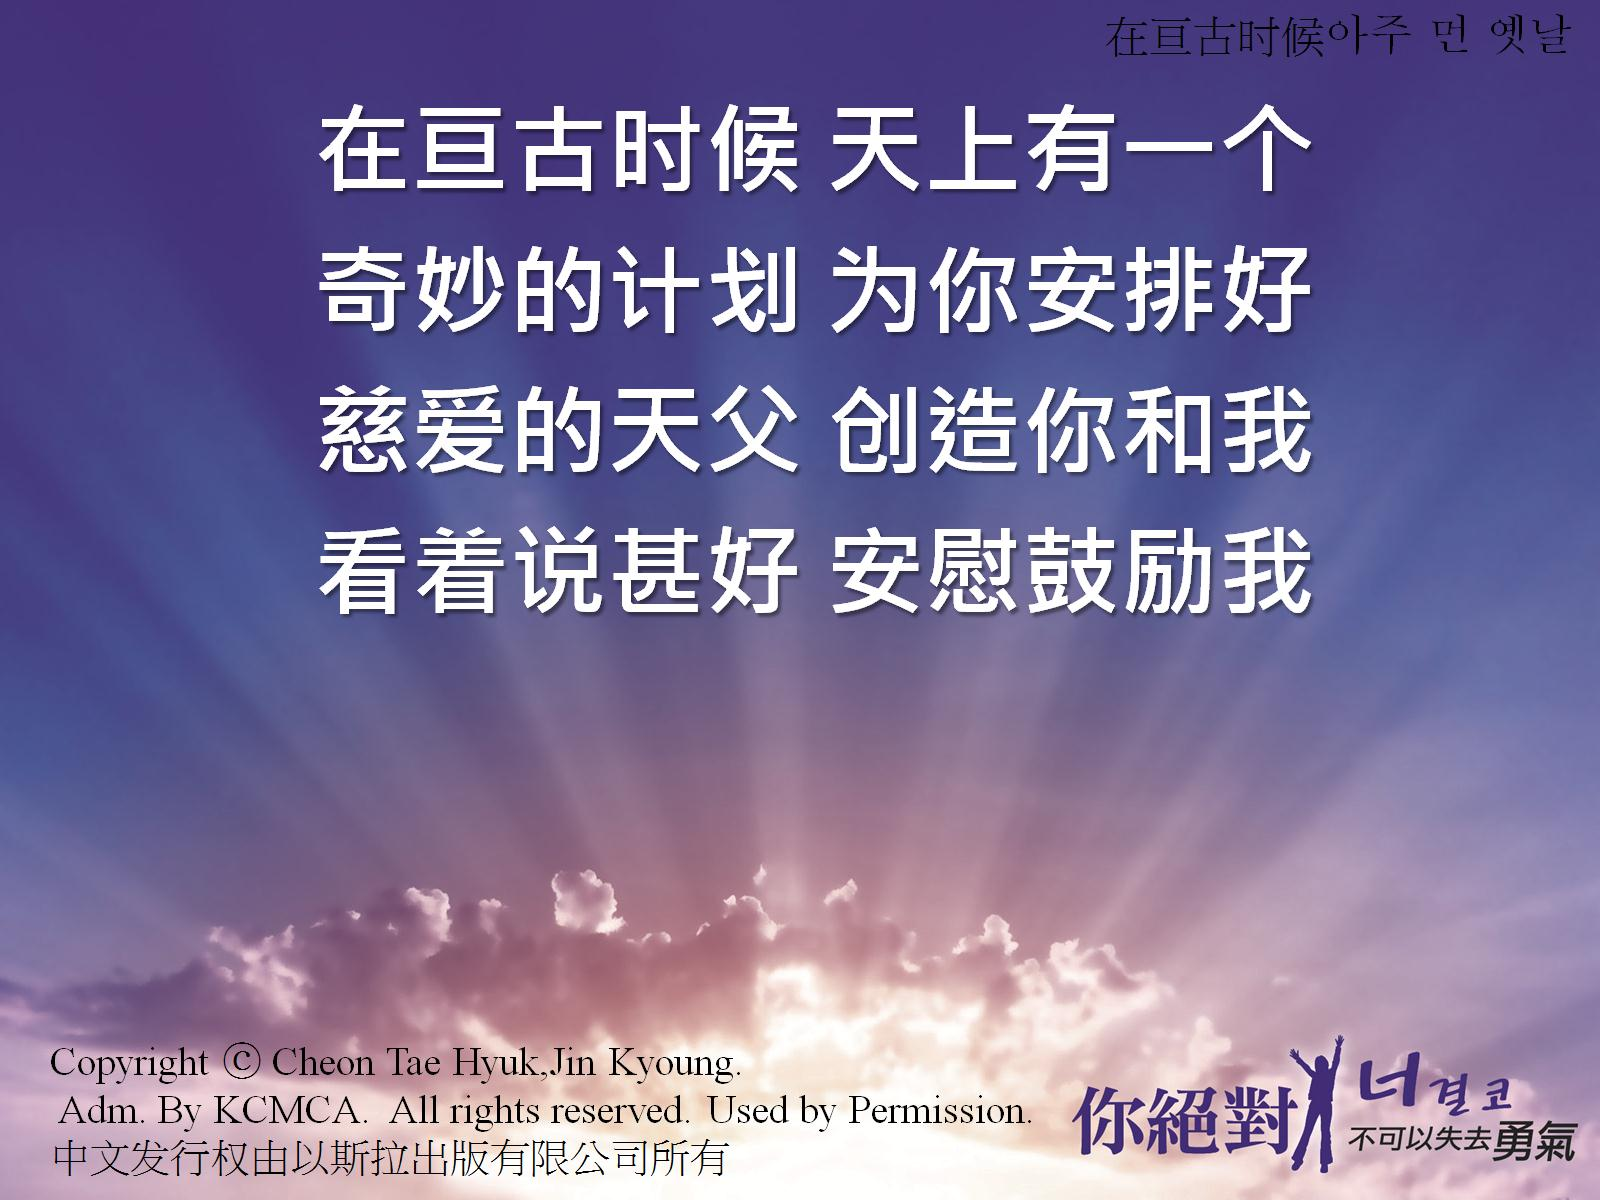 在亘古时候아주 먼 옛날
在亘古时候 天上有一个
奇妙的计划 为你安排好
慈爱的天父 创造你和我
看着说甚好 安慰鼓励我
Copyright ⓒ Cheon Tae Hyuk,Jin Kyoung.
Adm. By KCMCA. All rights reserved. Used by Permission.
中文发行权由以斯拉出版有限公司所有
你絕對 너 결코
不可以失去勇氣